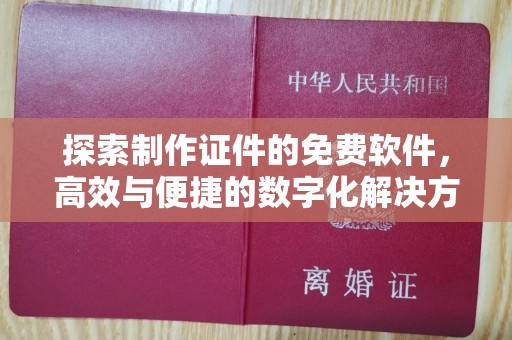 中华人民共和国
探索制作证件的免费软件，
高效与便捷的数字化解决方
离婚证